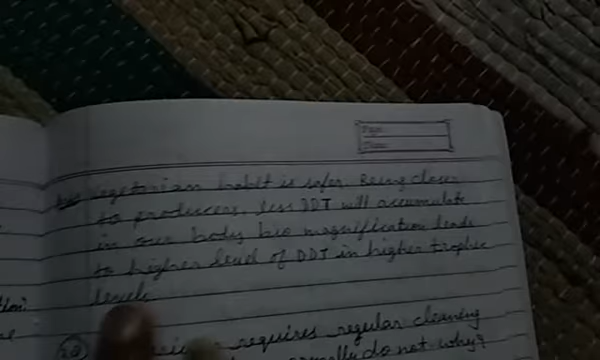 Page:
Date:
Vegetarian habit is safer. Being closer
to producers, less DDT will accumulate
in our body bio magnification leads
to higher level of DDT in higher trophic
levels.
requires regular cleaning
do not why?